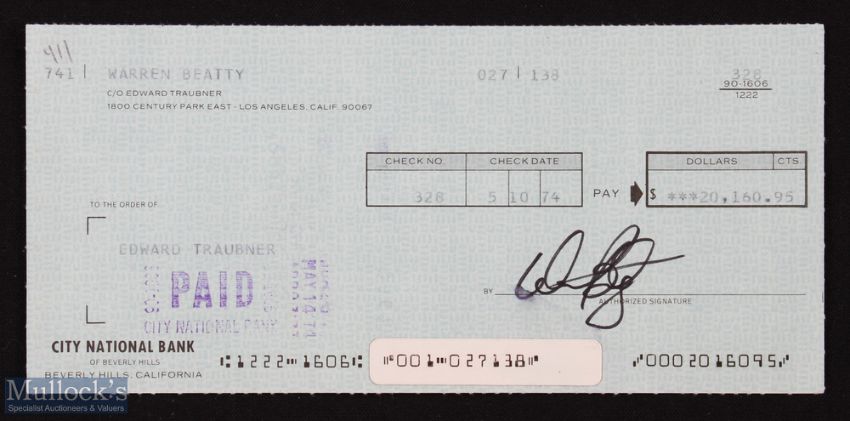 741 WARREN BEATTY 027 138 328
C/O EDWARD TRAUBNER
1800 CENTURY PARK EAST - LOS ANGELES, CALIF. 90067
90-1606
1222
CHECK NO. CHECK DATE DOLLARS CTS.
328 5 10 74 PAY $ ***20,160.95
TO THE ORDER OF
EDWARD TRAUBNER
PAID
CITY NATIONAL BANK
MAY 14 71
BY
AUTHORIZED SIGNATURE
CITY NATIONAL BANK
OF BEVERLY HILLS
BEVERLY HILLS, CALIFORNIA
⑆1222⑉1606⑆ ⑈001⑉027138⑈ ⑇0002016095⑇
Mullock's
Specialist Auctioneers & Valuers